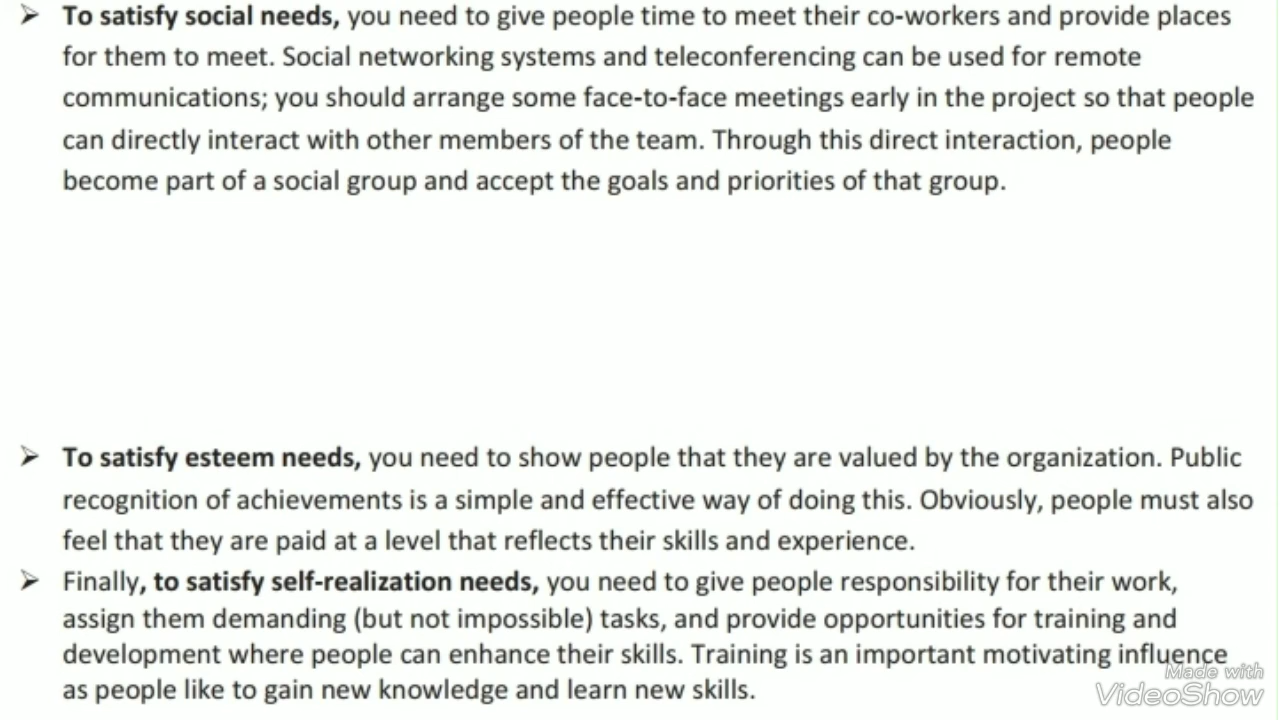 ➢ To satisfy social needs, you need to give people time to meet their co-workers and provide places
for them to meet. Social networking systems and teleconferencing can be used for remote
communications; you should arrange some face-to-face meetings early in the project so that people
can directly interact with other members of the team. Through this direct interaction, people
become part of a social group and accept the goals and priorities of that group.
➢ To satisfy esteem needs, you need to show people that they are valued by the organization. Public
recognition of achievements is a simple and effective way of doing this. Obviously, people must also
feel that they are paid at a level that reflects their skills and experience.
➢ Finally, to satisfy self-realization needs, you need to give people responsibility for their work,
assign them demanding (but not impossible) tasks, and provide opportunities for training and
development where people can enhance their skills. Training is an important motivating influence
as people like to gain new knowledge and learn new skills.
Made with
VideoShow